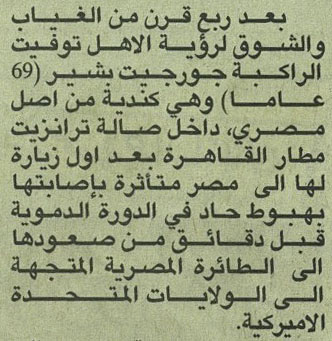 بعد ربع قرن من الغياب
والشوق لرؤية الاهل توفيت
الراكبة جورجيت بشير (69
عاما) وهي كندية من اصل
مصري، داخل صالة ترانزيت
مطار القاهرة بعد اول زيارة
لها الى مصر متأثرة بإصابتها
بهبوط حاد في الدورة الدموية
قبل دقائق من صعودها
الى الطائرة المصرية المتجهة
الى الولايات المتحدة
الاميركية.